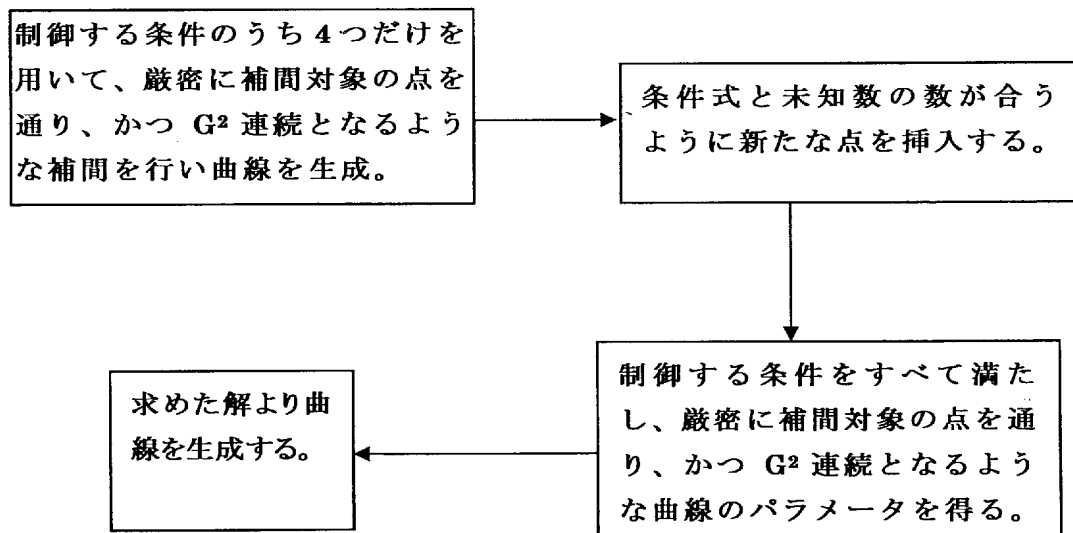 制御する条件のうち4つだけを
用いて、厳密に補間対象の点を
通り、かつ G² 連続となるよう
な補間を行い曲線を生成。
条件式と未知数の数が合う
ように新たな点を挿入する。
制御する条件をすべて満た
し、厳密に補間対象の点を通
り、かつ G² 連続となるよう
な曲線のパラメータを得る。
求めた解より曲
線を生成する。